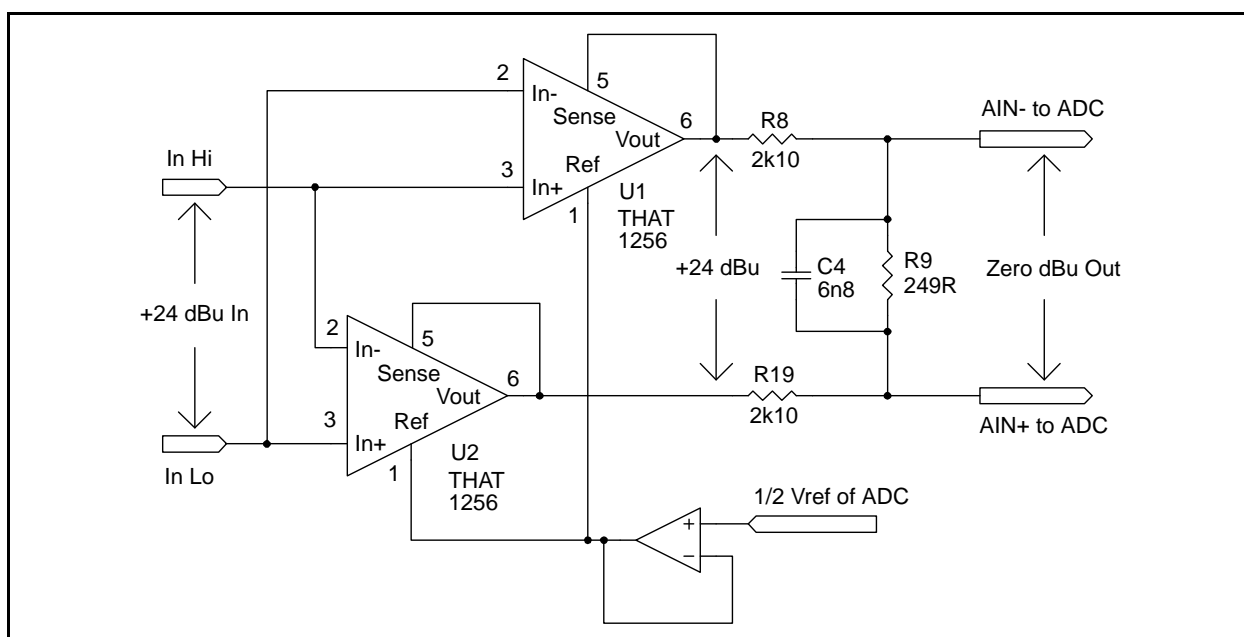 2
In-
5
Sense
Vout
6
3
In+
Ref
1
U1
THAT
1256
R8
2k10
AIN- to ADC
In Hi
+24 dBu In
In Lo
+24 dBu
C4
6n8
R9
249R
Zero dBu Out
2
In-
5
Sense
Vout
6
3
In+
Ref
1
U2
THAT
1256
R19
2k10
AIN+ to ADC
1/2 Vref of ADC
+
−